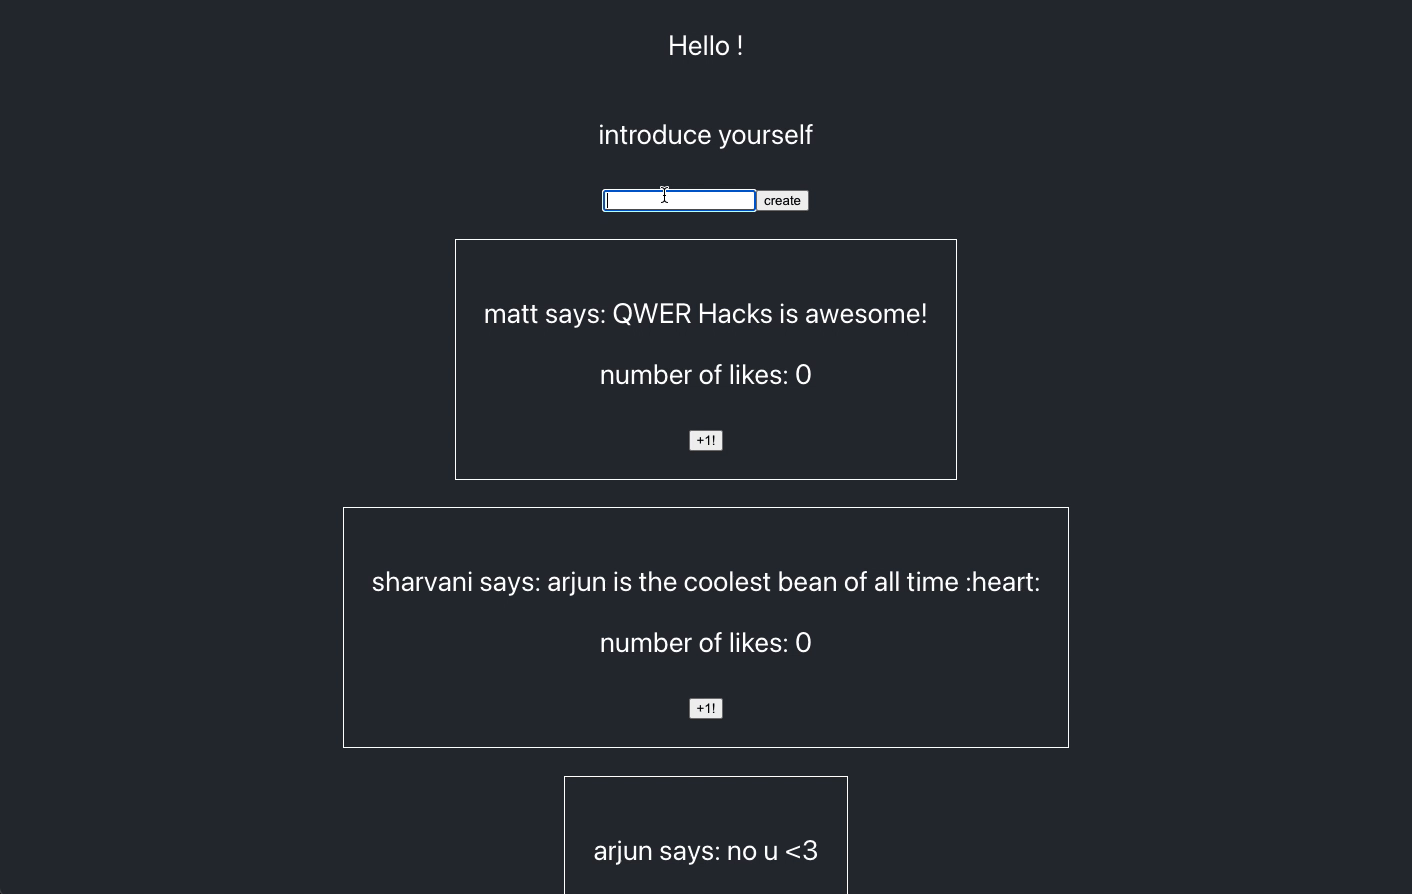 Hello !
introduce yourself
create
matt says: QWER Hacks is awesome!
number of likes: 0
+1!
sharvani says: arjun is the coolest bean of all time :heart:
number of likes: 0
+1!
arjun says: no u <3